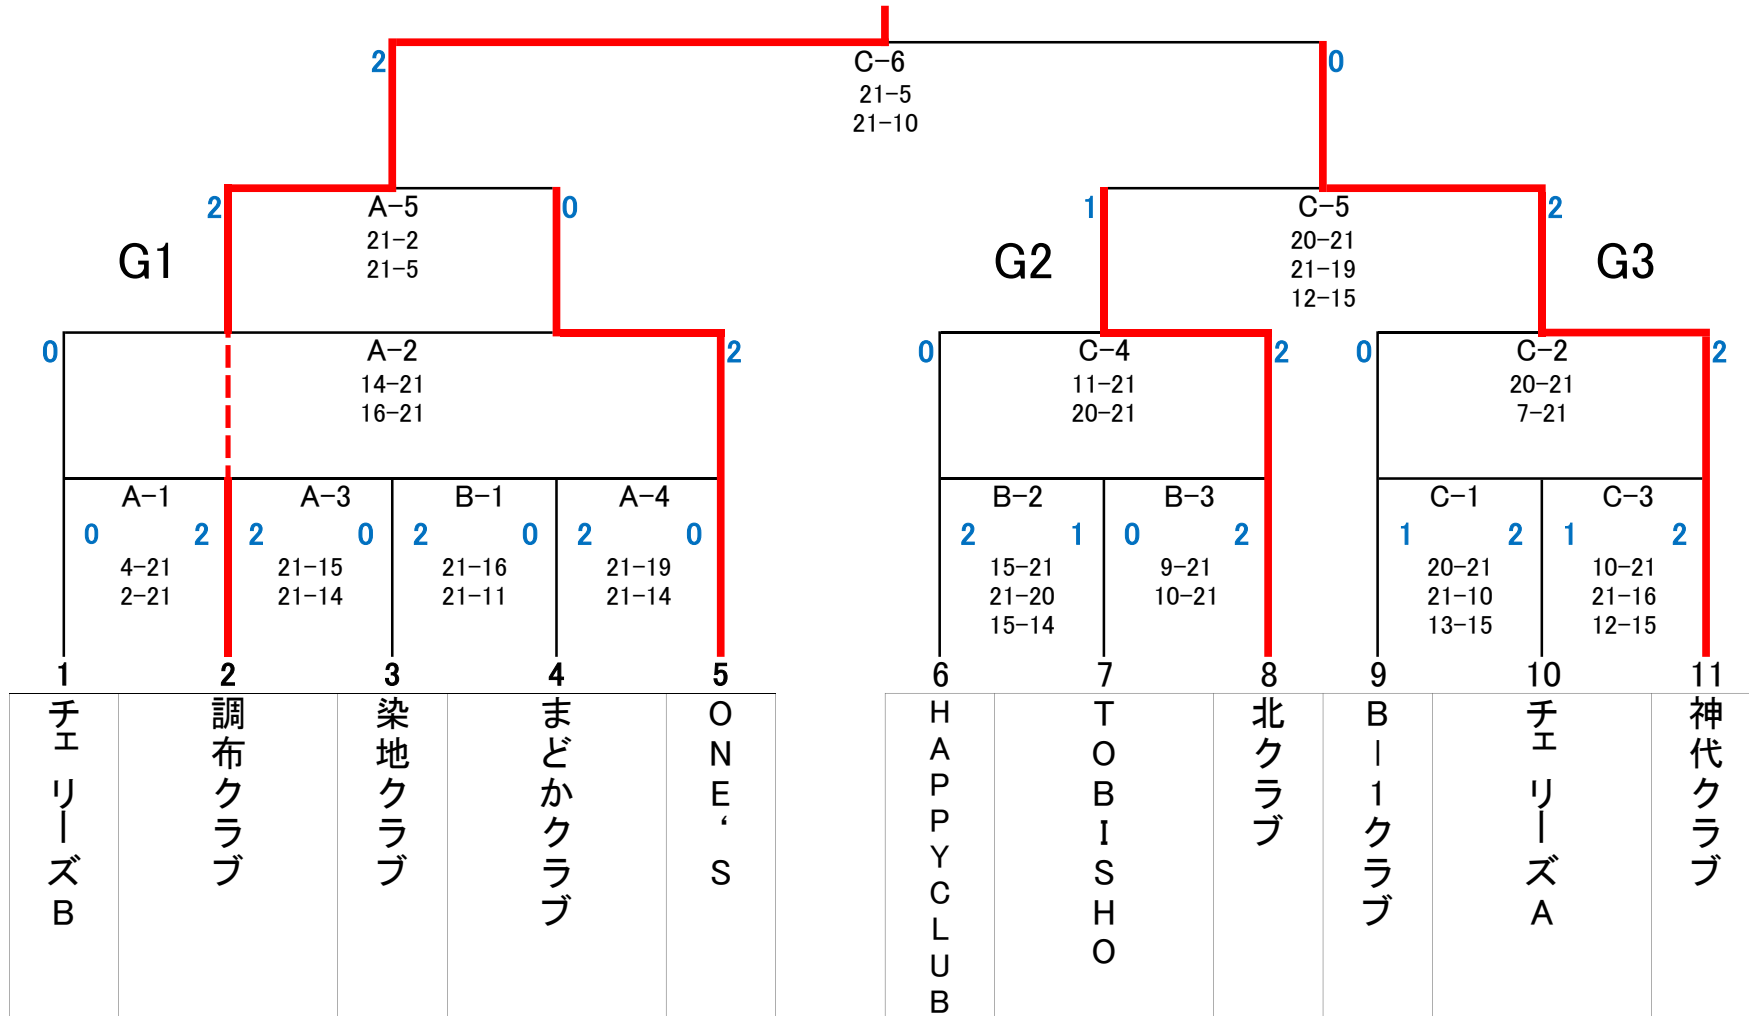 2 0
C-6
21-5
21-10
2 0
A-5
21-2
21-5
G1
1 2
C-5
20-21
21-19
12-15
G2 G3
0 2
A-2
14-21
16-21
0 2
C-4
11-21
20-21
0 2
C-2
20-21
7-21
A-1
0 2
4-21
2-21
A-3
2 0
21-15
21-14
B-1
2 0
21-16
21-11
A-4
2 0
21-19
21-14
B-2
2 1
15-21
21-20
15-14
B-3
0 2
9-21
10-21
C-1
1 2
20-21
21-10
13-15
C-3
1 2
10-21
21-16
12-15
1 2 3 4 5 6 7 8 9 10 11
チェリーズB
調布クラブ
染地クラブ
まどかクラブ
ONE‘S
HAPPYCLUB
TOBISHO
北クラブ
B-1クラブ
チェリーズA
神代クラブ